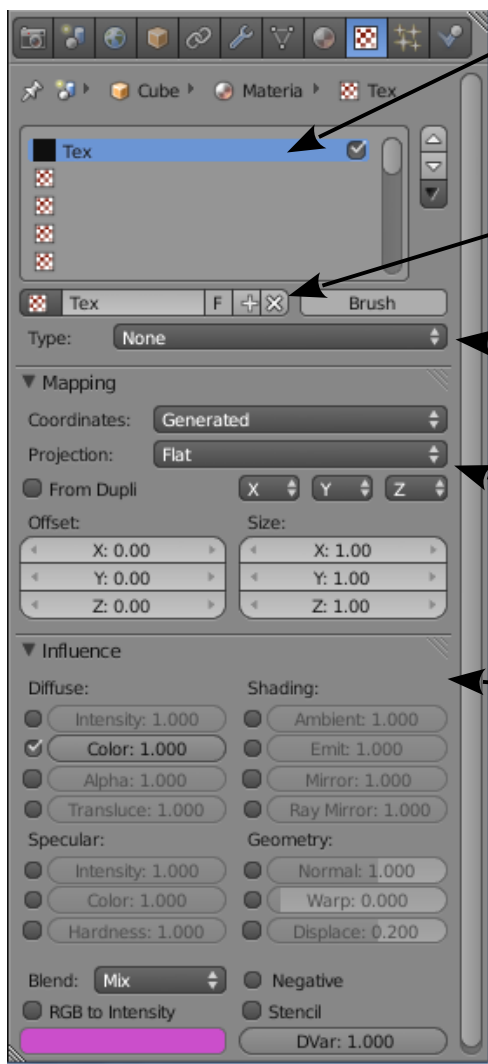 Cube Materia Tex
Tex
Tex F Brush
Type: None
Mapping
Coordinates: Generated
Projection: Flat
From Dupli X Y Z
Offset: Size:
X: 0.00 X: 1.00
Y: 0.00 Y: 1.00
Z: 0.00 Z: 1.00
Influence
Diffuse: Shading:
Intensity: 1.000 Ambient: 1.000
Color: 1.000 Emit: 1.000
Alpha: 1.000 Mirror: 1.000
Transluce: 1.000 Ray Mirror: 1.000
Specular: Geometry:
Intensity: 1.000 Normal: 1.000
Color: 1.000 Warp: 0.000
Hardness: 1.000 Displace: 0.200
Blend: Mix Negative
RGB to Intensity Stencil
DVar: 1.000